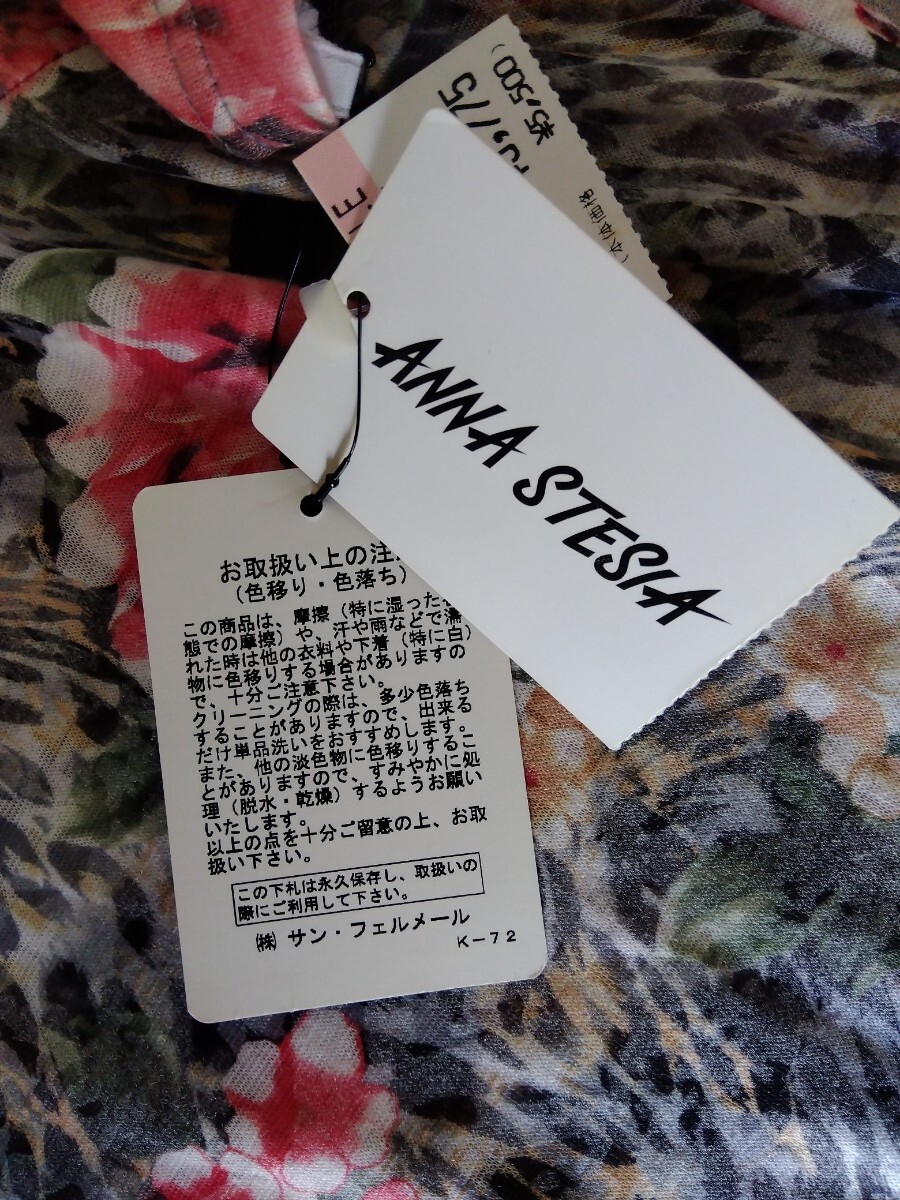 ¥5,500)
,775
(本体価格
ANNA STESIA
お取扱い上の注
(色移り・色落ち)
この商品は、摩擦(特に湿った
態での摩擦)や、汗や雨などで濡
れた時は他の衣料や下着(特に白)
物に色移りする場合がありますの
で、十分ご注意下さい。
クリーニングの際は、多少色落ち
することがありますので、出来る
だけ単品洗いをおすすめします。
また、他の淡色物に色移りするこ
とがありますので、すみやかに処
理(脱水・乾燥)するようお願い
いたします。
以上の点を十分ご留意の上、お取
扱い下さい。
この下札は永久保存し、取扱いの
際にご利用して下さい。
㈱ サン・フェルメール
K-72